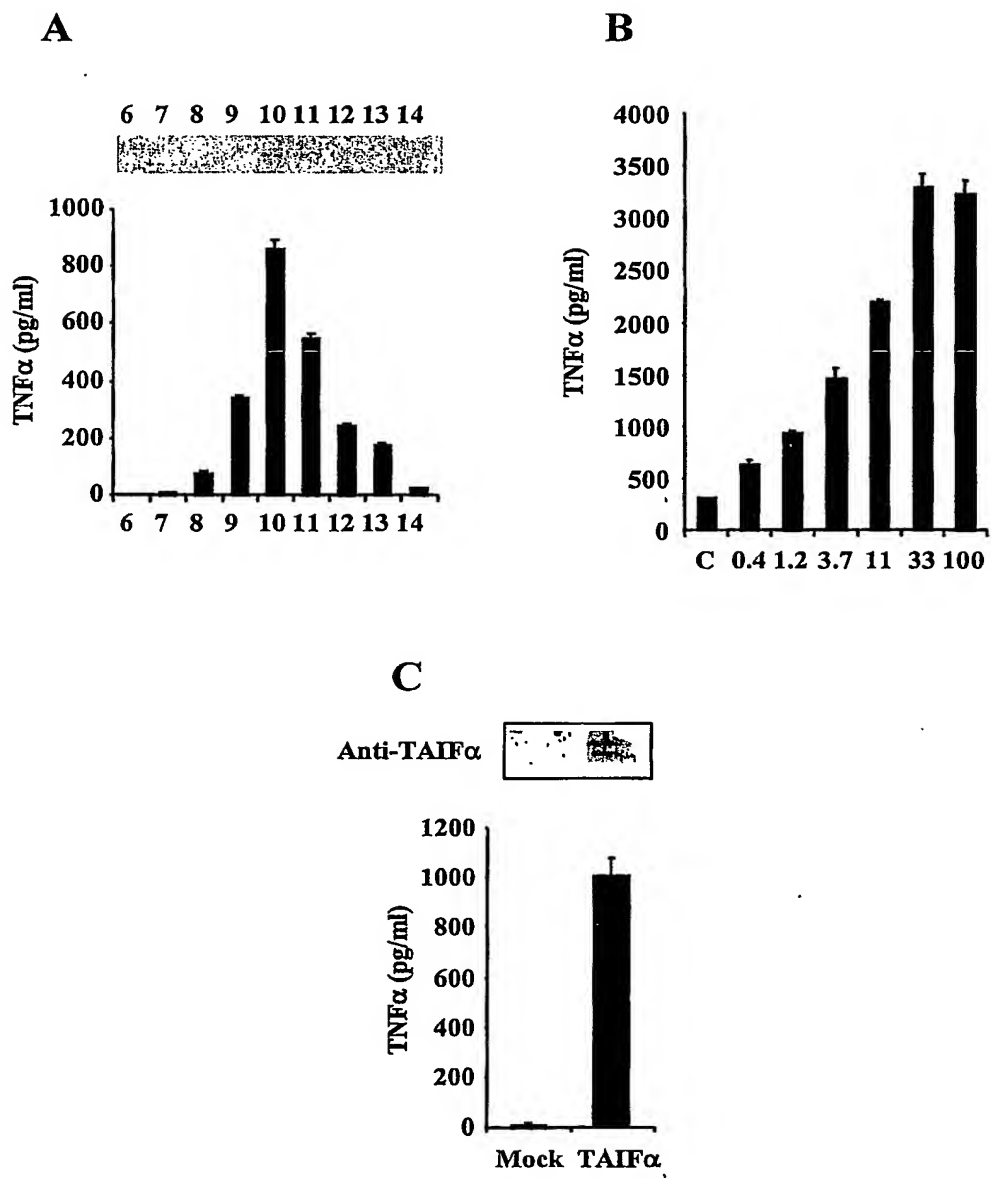 A
6 7 8 9 10 11 12 13 14
TNFα (pg/ml)
1000
800
600
400
200
0
6 7 8 9 10 11 12 13 14
B
TNFα (pg/ml)
4000
3500
3000
2500
2000
1500
1000
500
0
C 0.4 1.2 3.7 11 33 100
C
Anti-TAIFα
TNFα (pg/ml)
1200
1000
800
600
400
200
0
Mock TAIFα